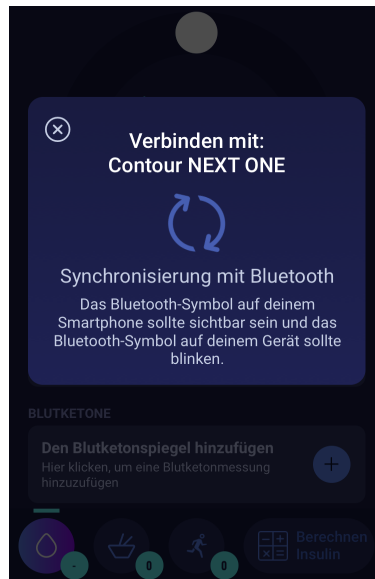 Verbinden mit:
Contour NEXT ONE
Synchronisierung mit Bluetooth
Das Bluetooth-Symbol auf deinem
Smartphone sollte sichtbar sein und das
Bluetooth-Symbol auf deinem Gerät sollte
blinken.
BLUTKETONE
Den Blutketonspiegel hinzufügen
Hier klicken, um eine Blutketonmessung
hinzuzufügen
-
0
0
Berechnen
Insulin